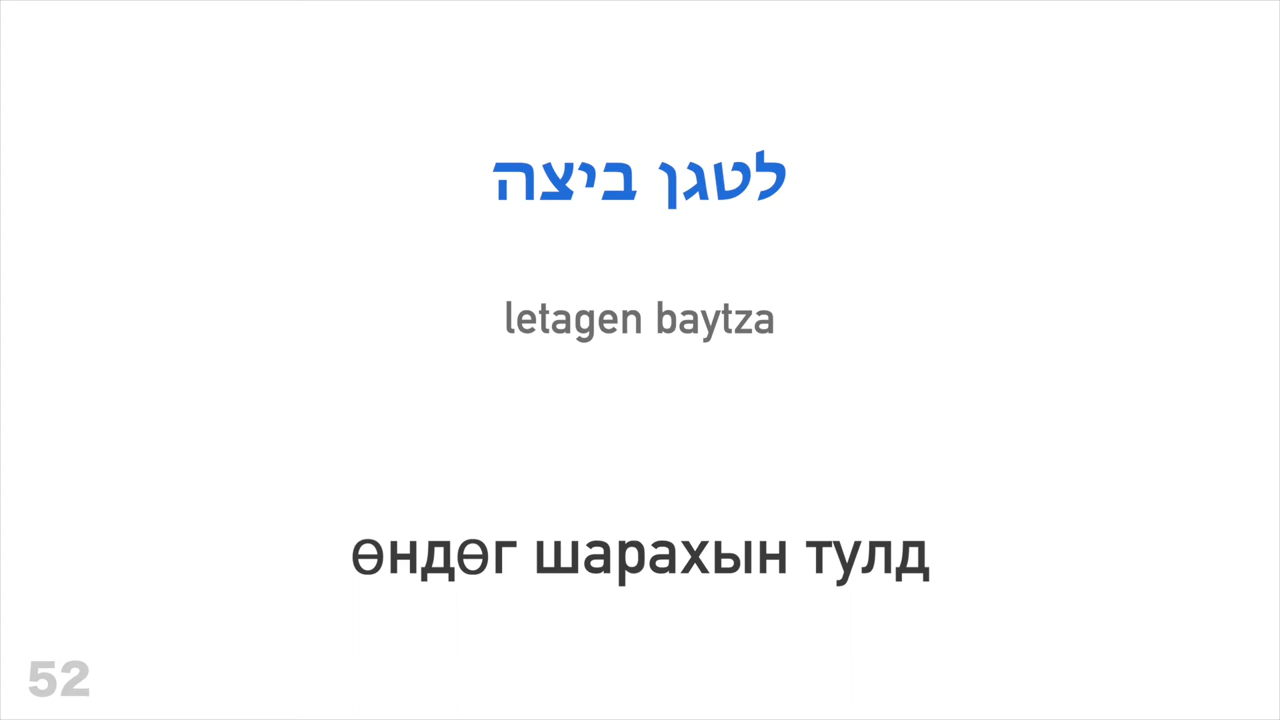 לטגן ביצה
letagen baytza
өндөг шарахын тулд
52